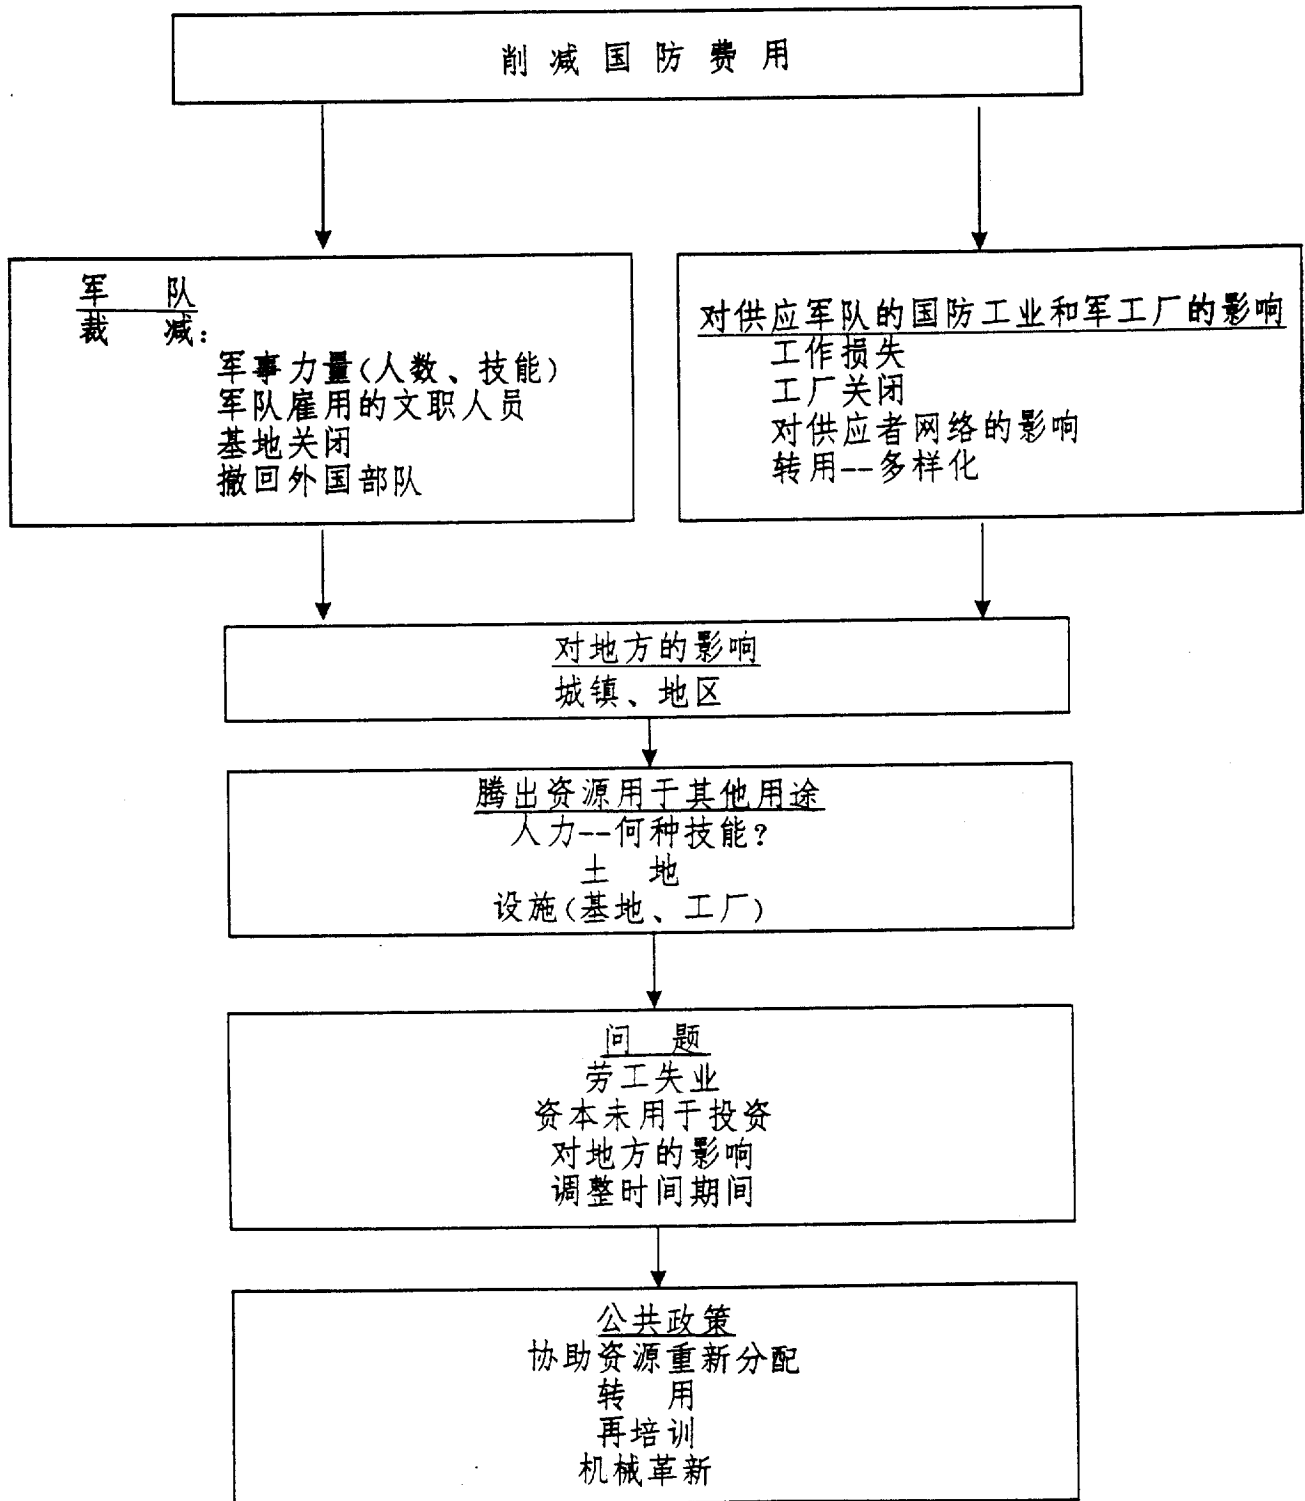 削减国防费用
军 队
裁 减：
军事力量(人数、技能)
军队雇用的文职人员
基地关闭
撤回外国部队
对供应军队的国防工业和军工厂的影响
工作损失
工厂关闭
对供应者网络的影响
转用--多样化
对地方的影响
城镇、地区
腾出资源用于其他用途
人力--何种技能?
土 地
设施(基地、工厂)
问 题
劳工失业
资本未用于投资
对地方的影响
调整时间期间
公共政策
协助资源重新分配
转 用
再培训
机械革新